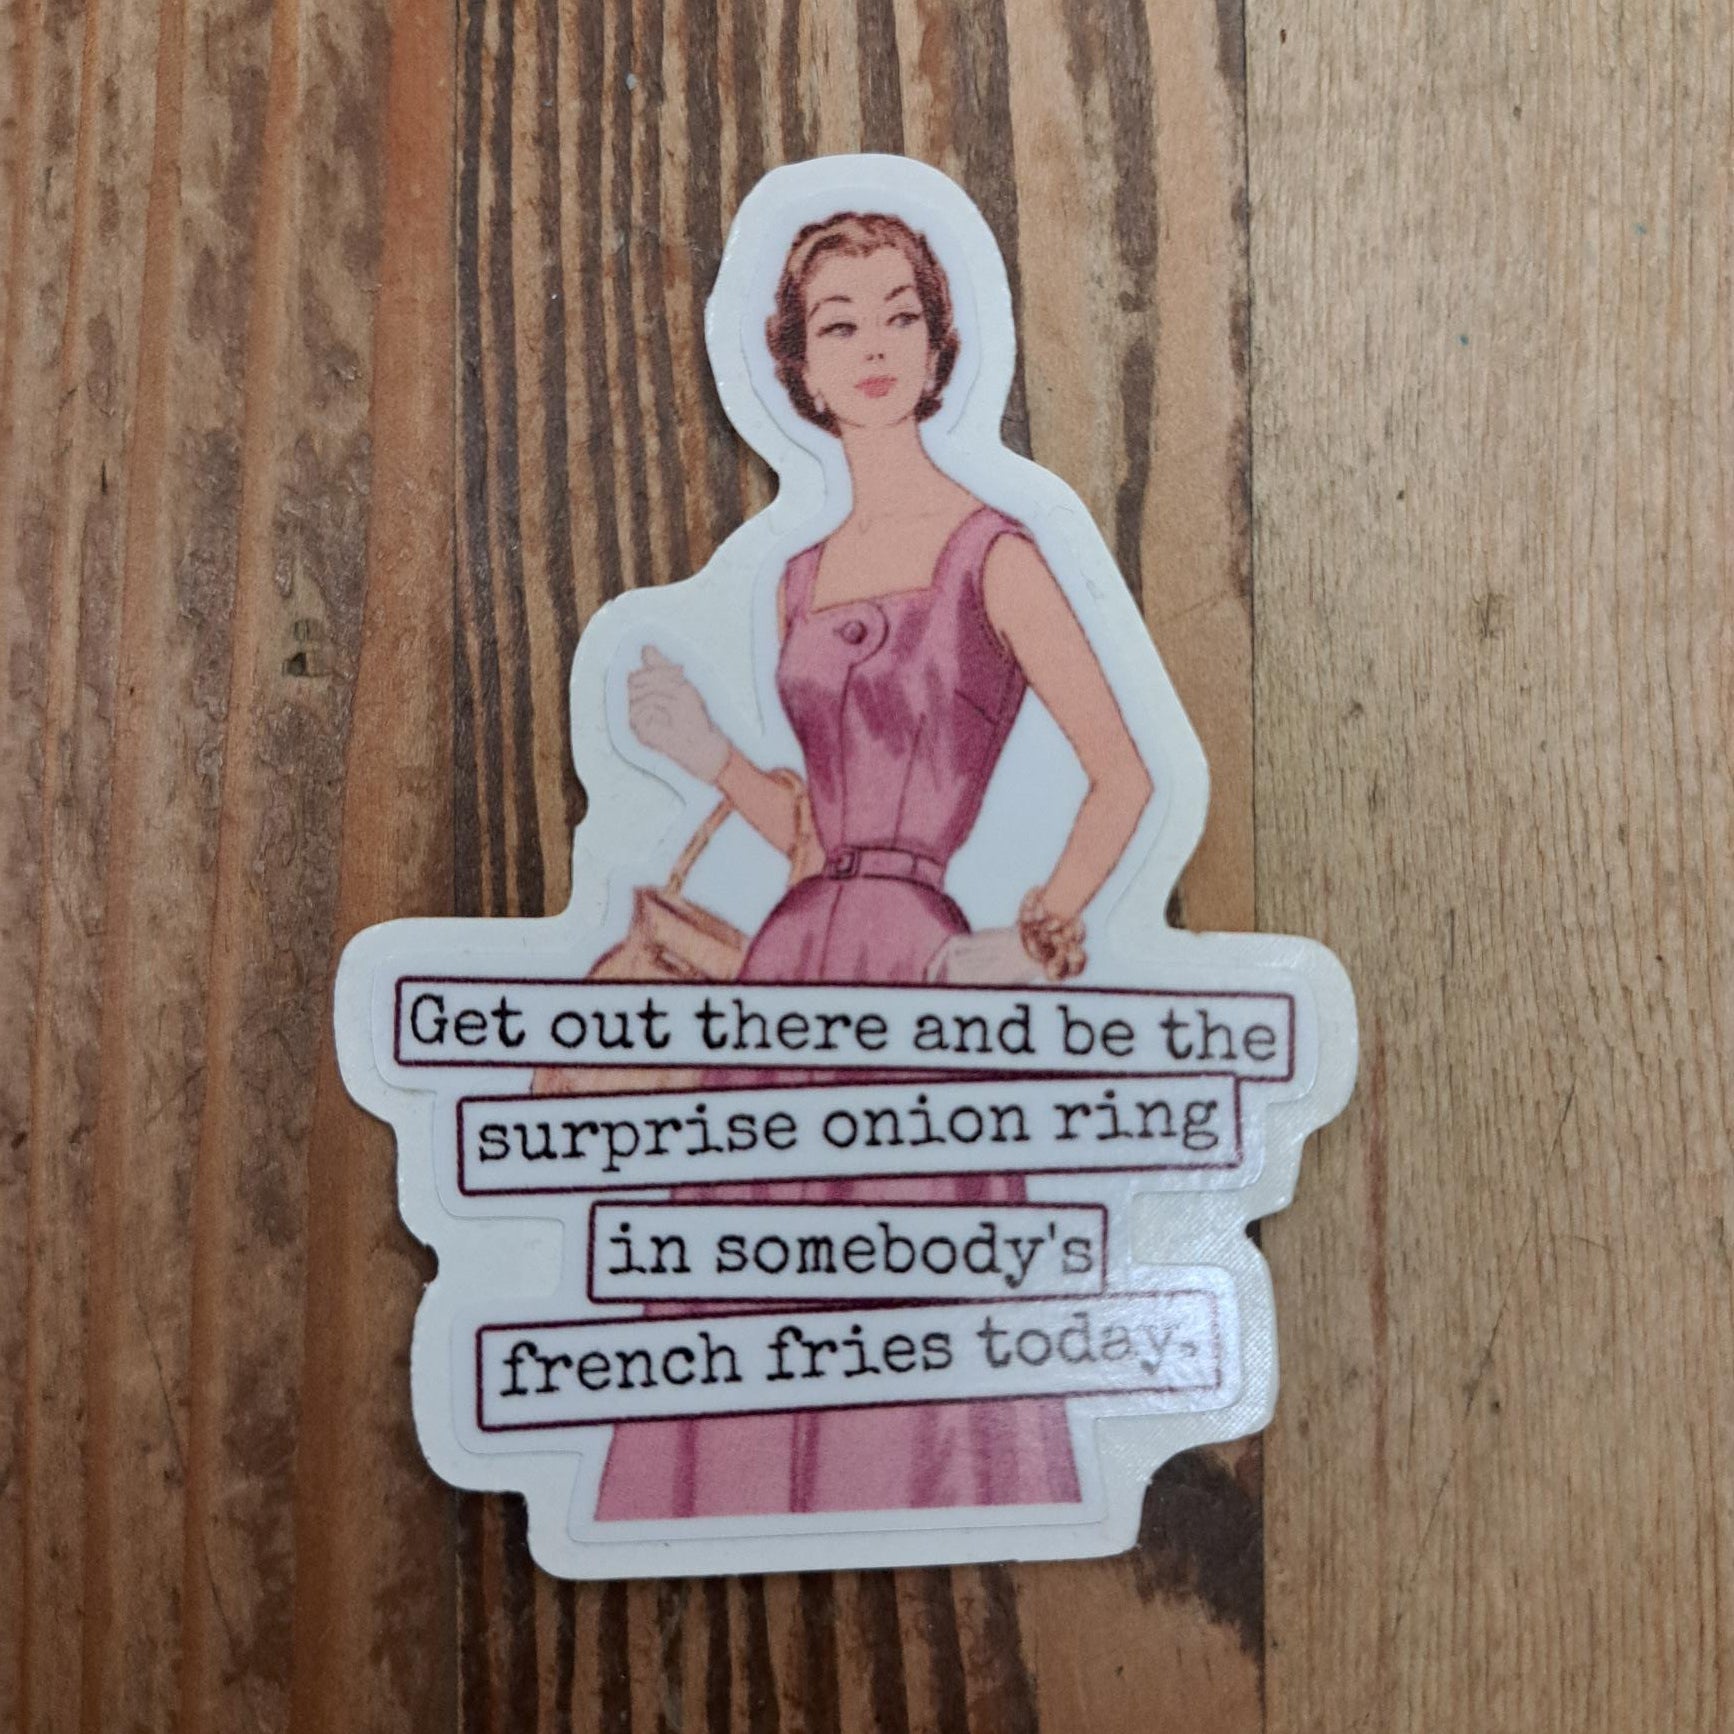 Get out there and be the
surprise onion ring
in somebody's
french fries today.